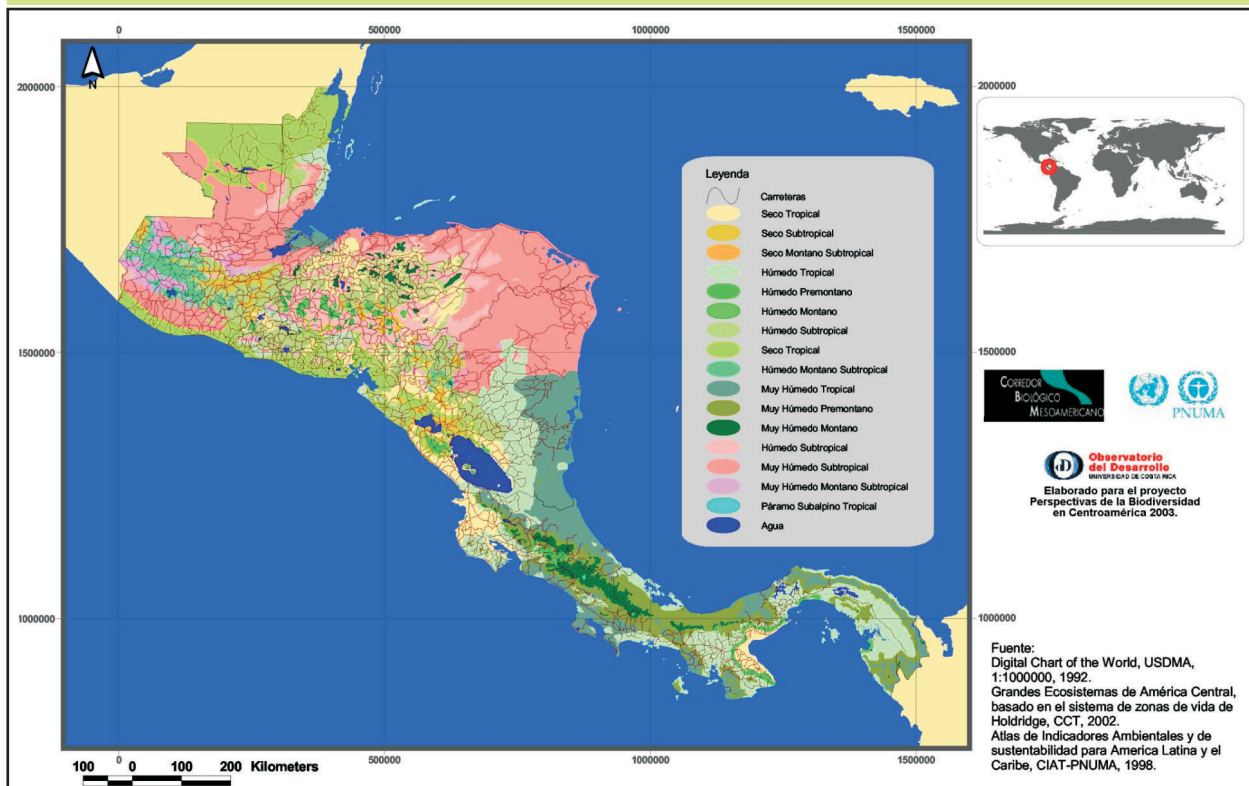 0
500000
1000000
1500000
2000000
2000000
N
1500000
1500000
1000000
1000000
0
500000
1000000
1500000
100 0 100 200 Kilometers
Leyenda
Carreteras
Seco Tropical
Seco Subtropical
Seco Montano Subtropical
Húmedo Tropical
Húmedo Premontano
Húmedo Montano
Húmedo Subtropical
Seco Tropical
Húmedo Montano Subtropical
Muy Húmedo Tropical
Muy Húmedo Premontano
Muy Húmedo Montano
Húmedo Subtropical
Muy Húmedo Subtropical
Muy Húmedo Montano Subtropical
Páramo Subalpino Tropical
Agua
CORREDOR
BIOLÓGICO
MESOAMERICANO
PNUMA
Observatorio
del Desarrollo
UNIVERSIDAD DE COSTA RICA
Elaborado para el proyecto
Perspectivas de la Biodiversidad
en Centroamérica 2003.
Fuente:
Digital Chart of the World, USDMA,
1:1000000, 1992.
Grandes Ecosistemas de América Central,
basado en el sistema de zonas de vida de
Holdridge, CCT, 2002.
Atlas de Indicadores Ambientales y de
sustentabilidad para America Latina y el
Caribe, CIAT-PNUMA, 1998.